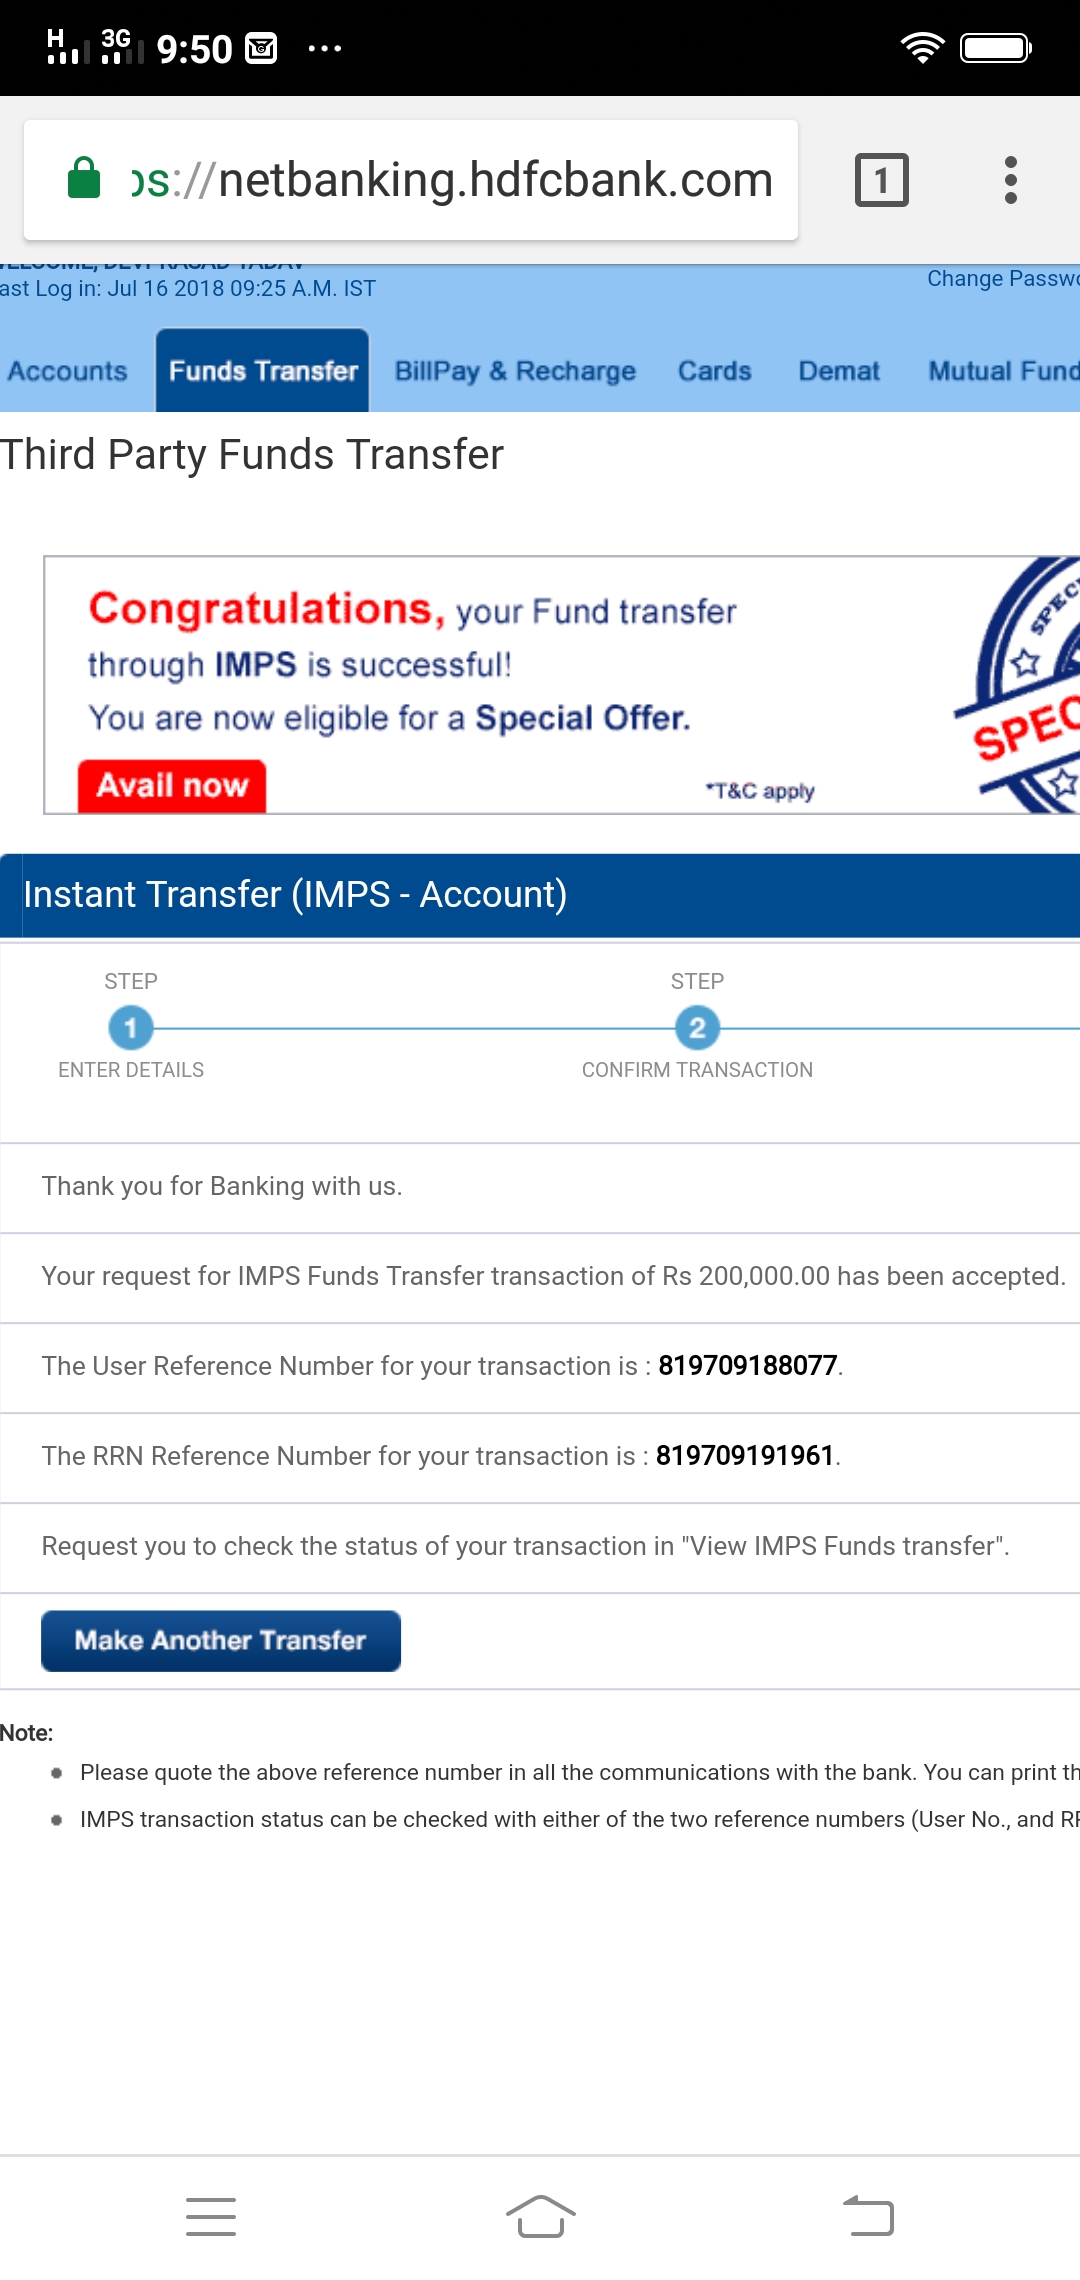 H 3G 9:50
ps://netbanking.hdfcbank.com
1
ast Log in: Jul 16 2018 09:25 A.M. IST
Change Passwo
Accounts Funds Transfer BillPay & Recharge Cards Demat Mutual Fund
Third Party Funds Transfer
Congratulations, your Fund transfer
through IMPS is successful!
You are now eligible for a Special Offer.
Avail now
*T&C apply
SPEC
SPEC
Instant Transfer (IMPS - Account)
STEP STEP
1 2
ENTER DETAILS CONFIRM TRANSACTION
Thank you for Banking with us.
Your request for IMPS Funds Transfer transaction of Rs 200,000.00 has been accepted.
The User Reference Number for your transaction is : 819709188077.
The RRN Reference Number for your transaction is : 819709191961.
Request you to check the status of your transaction in "View IMPS Funds transfer".
Make Another Transfer
Note:
Please quote the above reference number in all the communications with the bank. You can print th
IMPS transaction status can be checked with either of the two reference numbers (User No., and RR